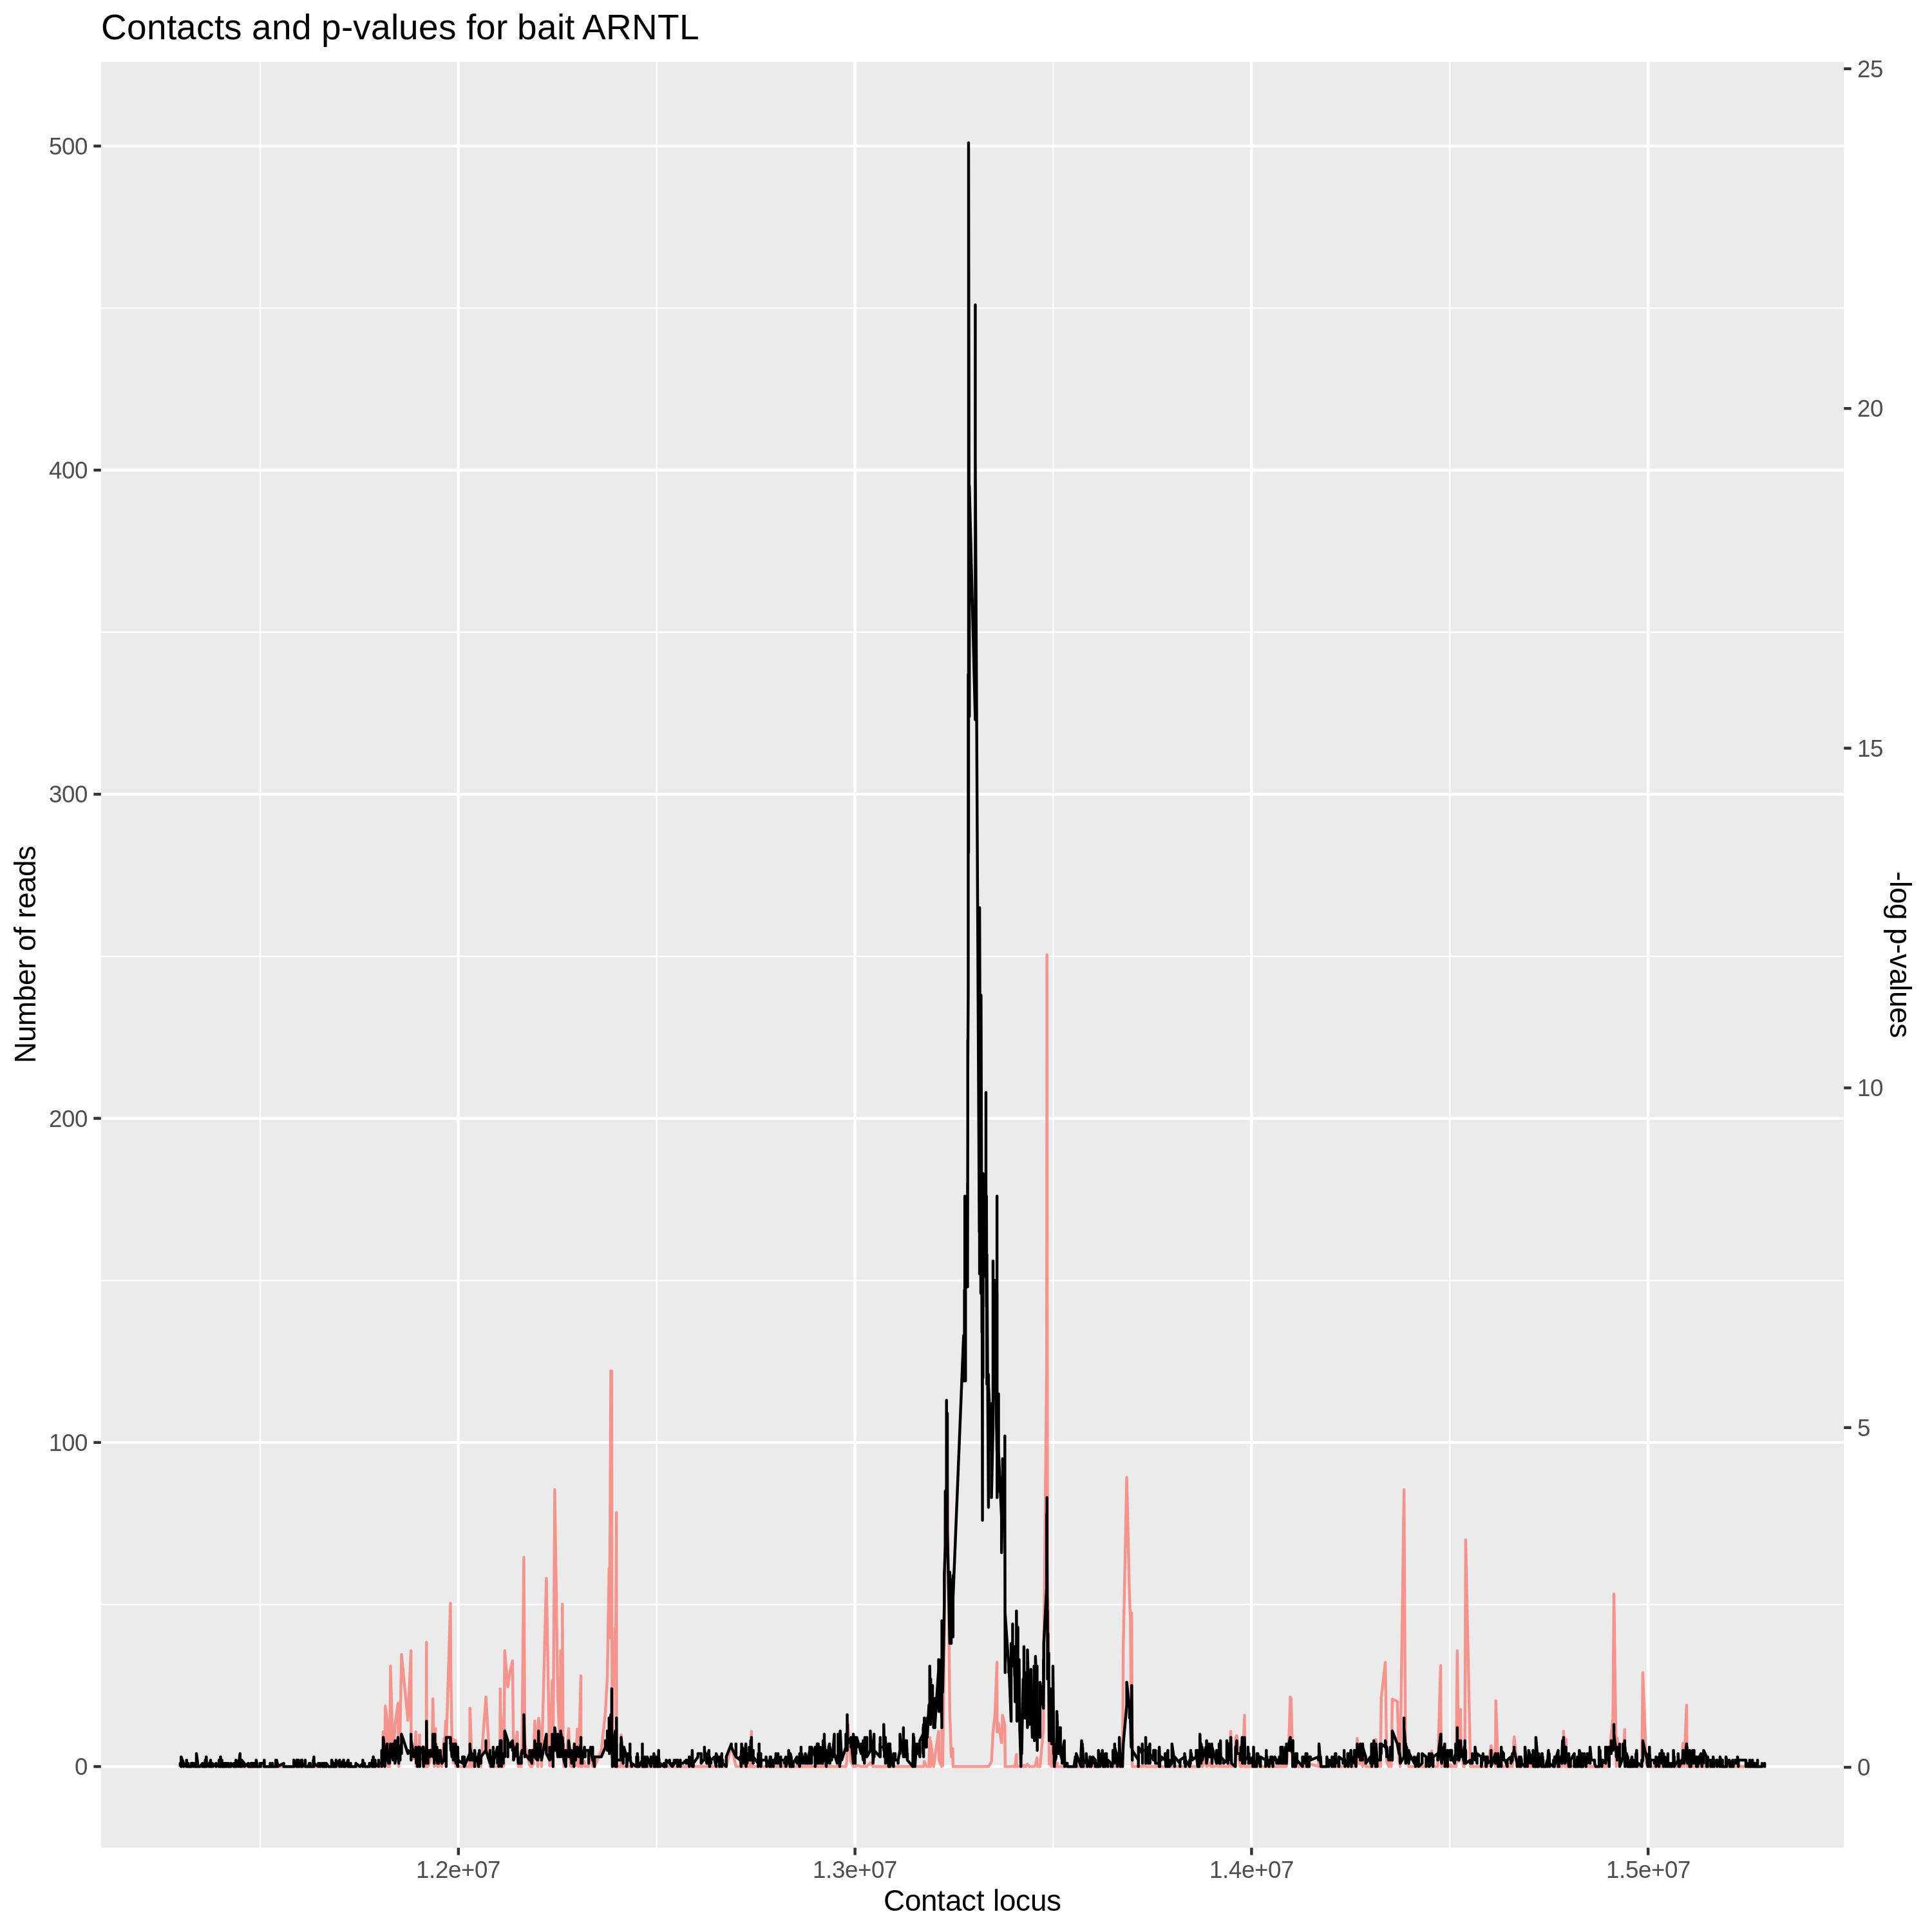 Contacts and p-values for bait ARNTL
Number of reads
500
400
300
200
100
0
25
20
15
10
5
0
-log p-values
1.2e+07
1.3e+07
1.4e+07
1.5e+07
Contact locus